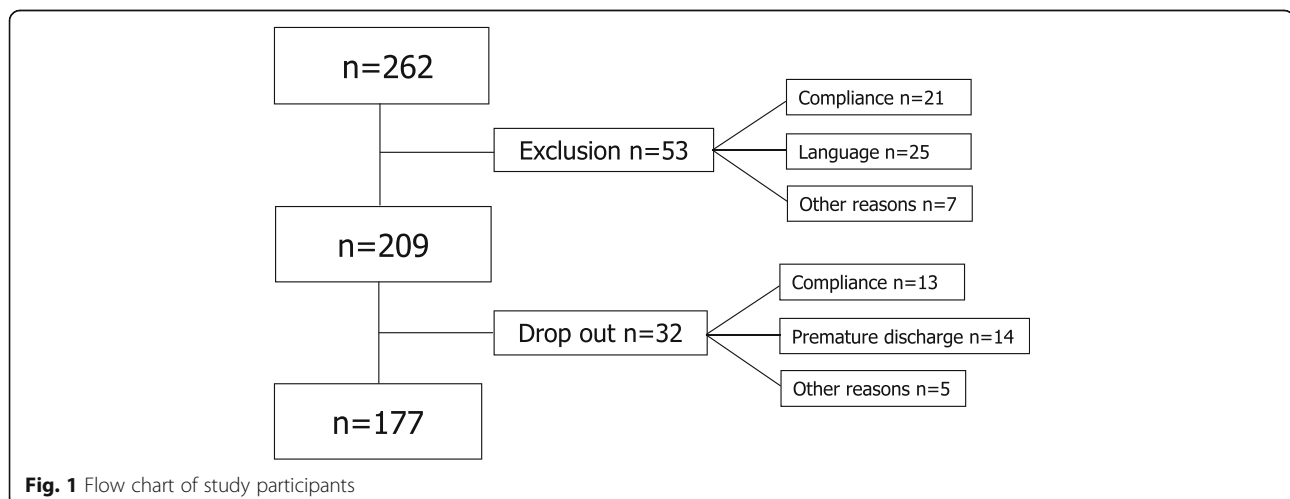 n=262
Exclusion n=53
Compliance n=21
Language n=25
Other reasons n=7
n=209
Drop out n=32
Compliance n=13
Premature discharge n=14
Other reasons n=5
n=177
Fig. 1 Flow chart of study participants